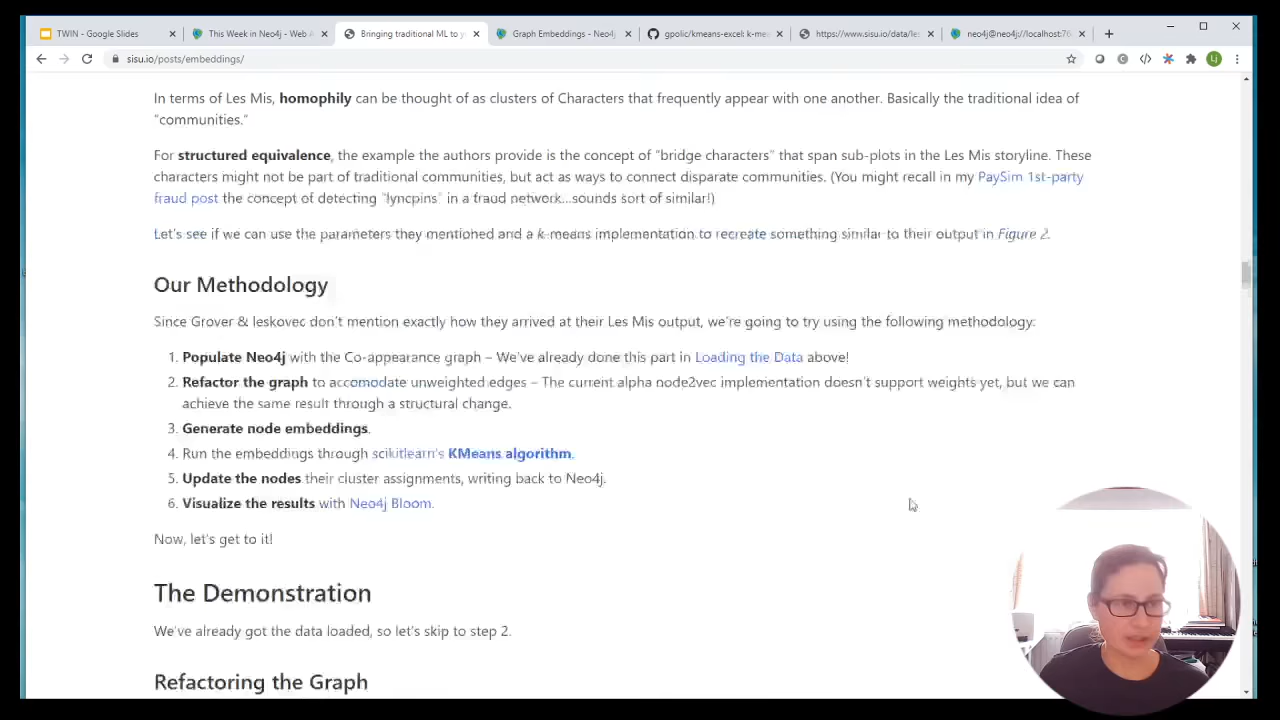 TWIN - Google Slides
This Week in Neo4j - Web A
Bringing traditional ML to y
Graph Embeddings - Neo4j
gpolic/kmeans-excel k-me
https://www.sisu.io/data/les
neo4j@neo4j://localhost:76
Lj
sisu.io/posts/embeddings/
In terms of Les Mis, homophily can be thought of as clusters of Characters that frequently appear with one another. Basically the traditional idea of
"communities."
For structured equivalence, the example the authors provide is the concept of "bridge characters" that span sub-plots in the Les Mis storyline. These
characters might not be part of traditional communities, but act as ways to connect disparate communities. (You might recall in my PaySim 1st-party
fraud post the concept of detecting "lyncpins" in a fraud network…sounds sort of similar!)
Let's see if we can use the parameters they mentioned and a k-means implementation to recreate something similar to their output in Figure 2.
Our Methodology
Since Grover & leskovec don't mention exactly how they arrived at their Les Mis output, we're going to try using the following methodology:
1. Populate Neo4j with the Co-appearance graph – We've already done this part in Loading the Data above!
2. Refactor the graph to accomodate unweighted edges – The current alpha node2vec implementation doesn't support weights yet, but we can
achieve the same result through a structural change.
3. Generate node embeddings.
4. Run the embeddings through scikitlearn's KMeans algorithm.
5. Update the nodes their cluster assignments, writing back to Neo4j.
6. Visualize the results with Neo4j Bloom.
Now, let's get to it!
The Demonstration
We've already got the data loaded, so let's skip to step 2.
Refactoring the Graph